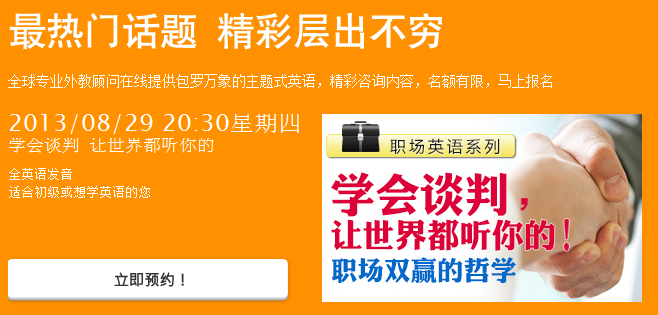 最热门话题 精彩层出不穷
全球专业外教顾问在线提供包罗万象的主题式英语，精彩咨询内容，名额有限，马上报名
2013/08/29 20:30星期四
学会谈判 让世界都听你的
全英语发音
适合初级或想学英语的您
立即预约！
职场英语系列
学会谈判，
让世界都听你的！
职场双赢的哲学